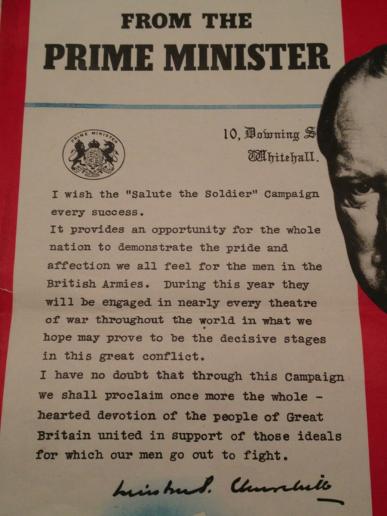 FROM THE
PRIME MINISTER
PRIME MINISTER
10, Downing S
Whitehall.
I wish the "Salute the Soldier" Campaign
every success.
It provides an opportunity for the whole
nation to demonstrate the pride and
affection we all feel for the men in the
British Armies. During this year they
will be engaged in nearly every theatre
of war throughout the world in what we
hope may prove to be the decisive stages
in this great conflict.
I have no doubt that through this Campaign
we shall proclaim once more the whole -
hearted devotion of the people of Great
Britain united in support of those ideals
for which our men go out to fight.
Winston S. Churchill